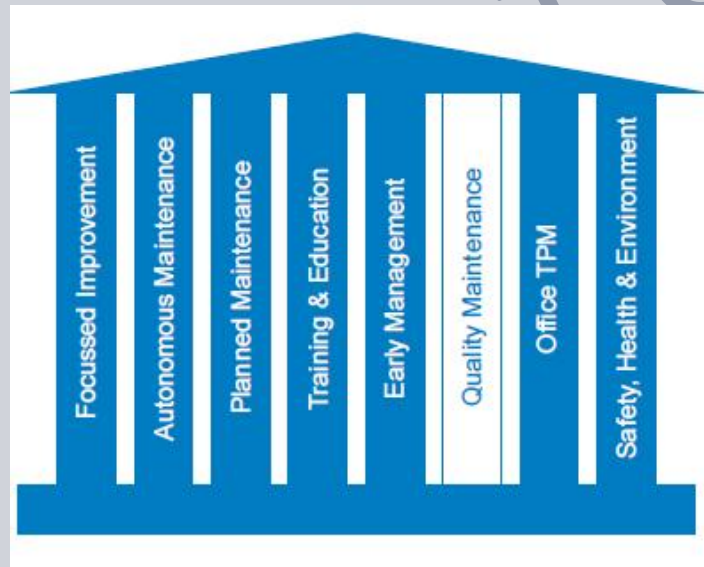 Focussed Improvement
Autonomous Maintenance
Planned Maintenance
Training & Education
Early Management
Quality Maintenance
Office TPM
Safety, Health & Environment